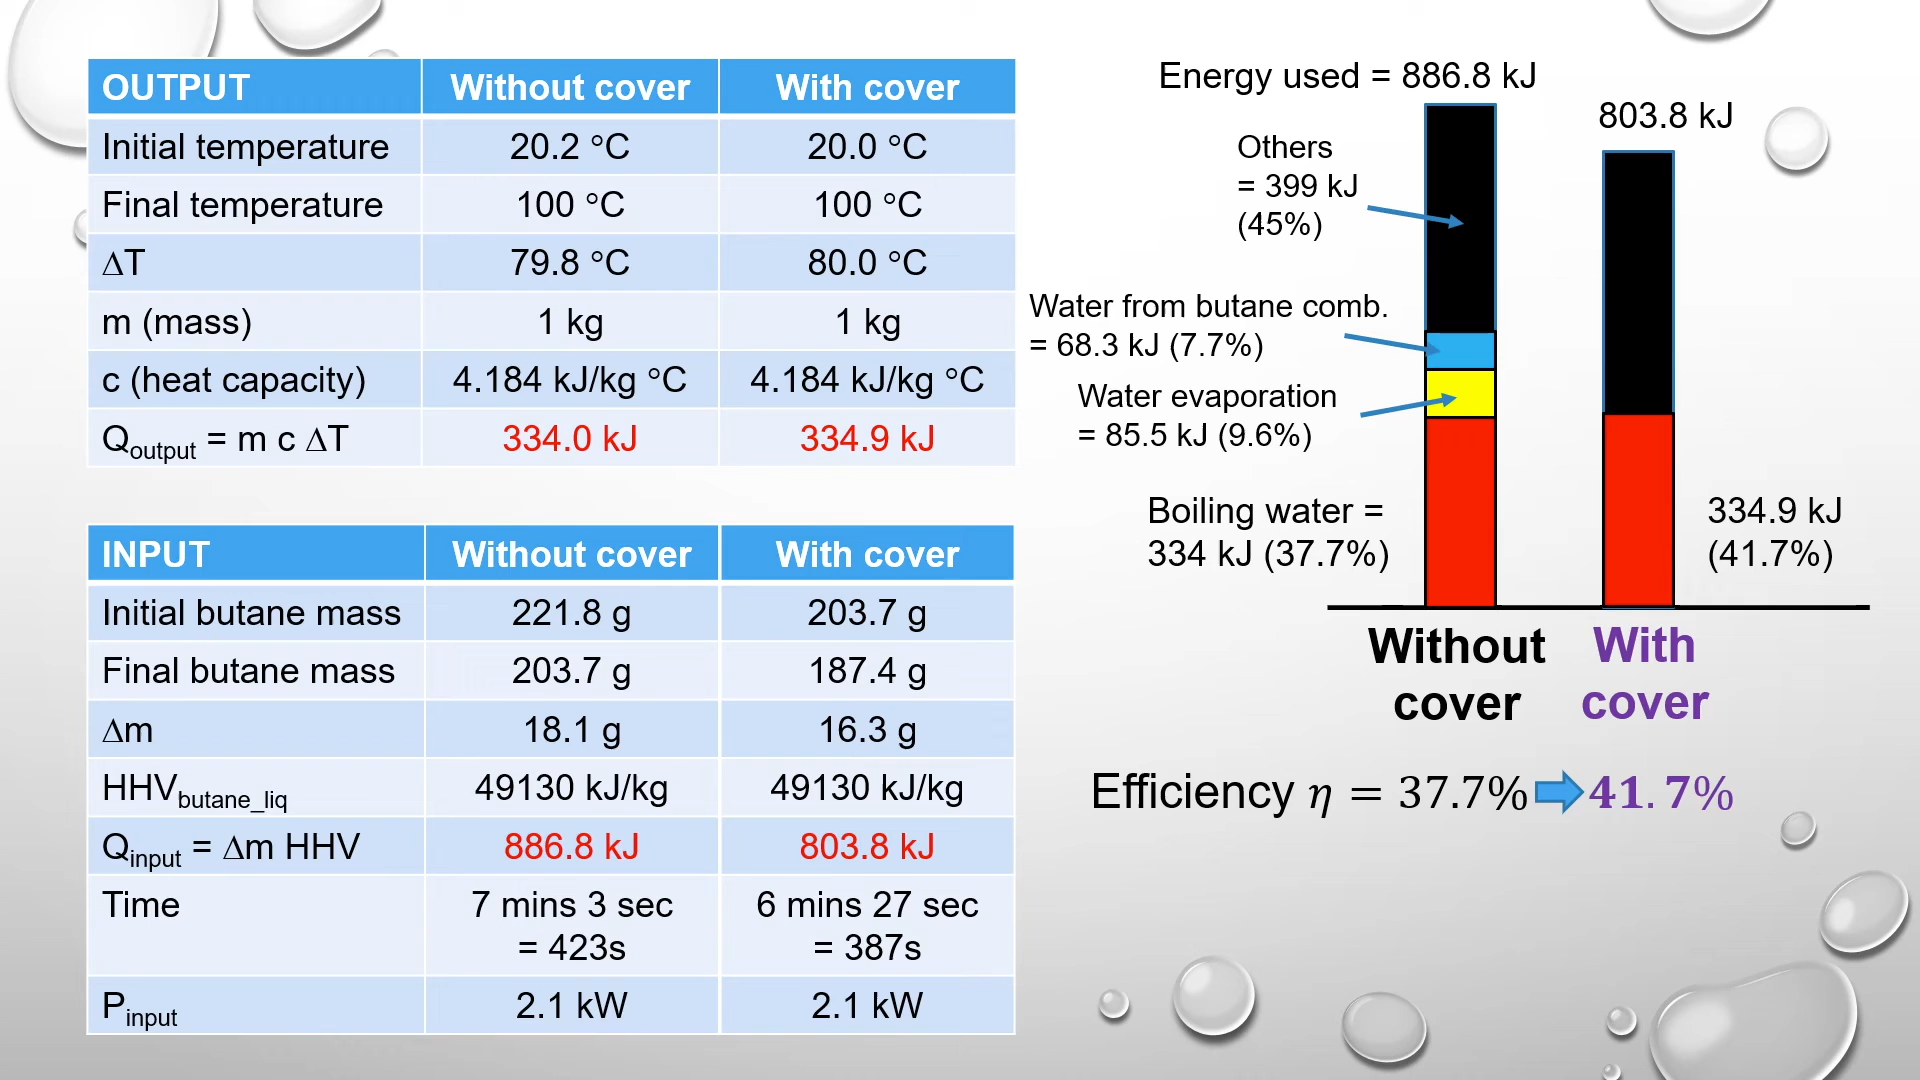 OUTPUT Without cover With cover
Initial temperature 20.2 °C 20.0 °C
Final temperature 100 °C 100 °C
ΔT 79.8 °C 80.0 °C
m (mass) 1 kg 1 kg
c (heat capacity) 4.184 kJ/kg °C 4.184 kJ/kg °C
Qoutput = m c ΔT 334.0 kJ 334.9 kJ
INPUT Without cover With cover
Initial butane mass 221.8 g 203.7 g
Final butane mass 203.7 g 187.4 g
Δm 18.1 g 16.3 g
HHVbutane_liq 49130 kJ/kg 49130 kJ/kg
Qinput = Δm HHV 886.8 kJ 803.8 kJ
Time 7 mins 3 sec 6 mins 27 sec
= 423s = 387s
Pinput 2.1 kW 2.1 kW
Energy used = 886.8 kJ
803.8 kJ
Others
= 399 kJ
(45%)
Water from butane comb.
= 68.3 kJ (7.7%)
Water evaporation
= 85.5 kJ (9.6%)
Boiling water =
334 kJ (37.7%)
334.9 kJ
(41.7%)
Without
cover
With
cover
Efficiency η = 37.7% 41.7%